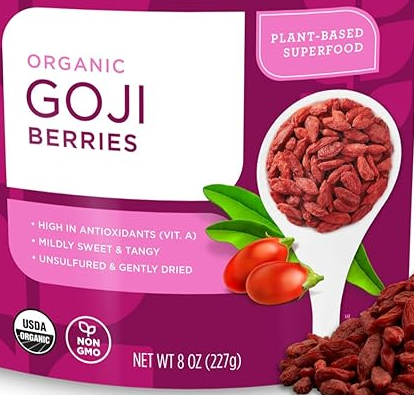 PLANT-BASED
SUPERFOOD
ORGANIC
GOJI
BERRIES
• HIGH IN ANTIOXIDANTS (VIT. A)
• MILDLY SWEET & TANGY
• UNSULFURED & GENTLY DRIED
USDA
ORGANIC
NON
GMO
NET WT 8 OZ (227g)